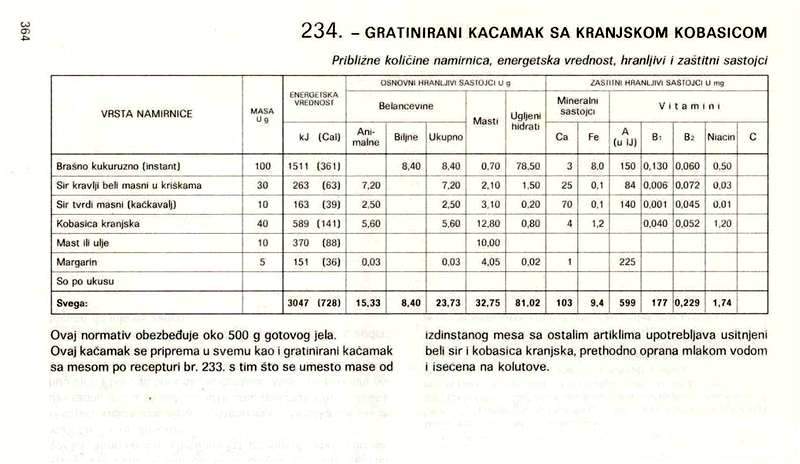 364
234. – GRATINIRANI KAČAMAK SA KRANJSKOM KOBASICOM
Približne količine namirnica, energetska vrednost, hranljivi i zaštitni sastojci
VRSTA NAMIRNICE MASA U g ENERGETSKA VREDNOST OSNOVNI HRANLJIVI SASTOJCI U g ZAŠTITNI HRANLJIVI SASTOJCI U mg
Belančevine Masti Ugljeni hidrati Mineralni sastojci Vitamini
kJ (Cal) Ani-malne Biljne Ukupno Ca Fe A (u IJ) B1 B2 Niacin C
Brašno kukuruzno (instant) 100 1511 (361) 8,40 8,40 0,70 78,50 3 8,0 150 0,130 0,060 0,50
Sir kravlji beli masni u kriškama 30 263 (63) 7,20 7,20 2,10 1,50 25 0,1 84 0,006 0,072 0,03
Sir tvrdi masni (kačkavalj) 10 163 (39) 2,50 2,50 3,10 0,20 70 0,1 140 0,001 0,045 0.01
Kobasica kranjska 40 589 (141) 5,60 5,60 12,80 0,80 4 1,2 0,040 0,052 1,20
Mast ili ulje 10 370 (88) 10,00
Margarin 5 151 (36) 0,03 0,03 4,05 0,02 1 225
So po ukusu
Svega: 3047 (728) 15,33 8,40 23,73 32,75 81,02 103 9,4 599 177 0,229 1,74
Ovaj normativ obezbeđuje oko 500 g gotovog jela.
Ovaj kačamak se priprema u svemu kao i gratinirani kačamak
sa mesom po recepturi br. 233. s tim što se umesto mase od
izdinstanog mesa sa ostalim artiklima upotrebljava usitnjeni
beli sir i kobasica kranjska, prethodno oprana mlakom vodom
i isečena na kolutove.